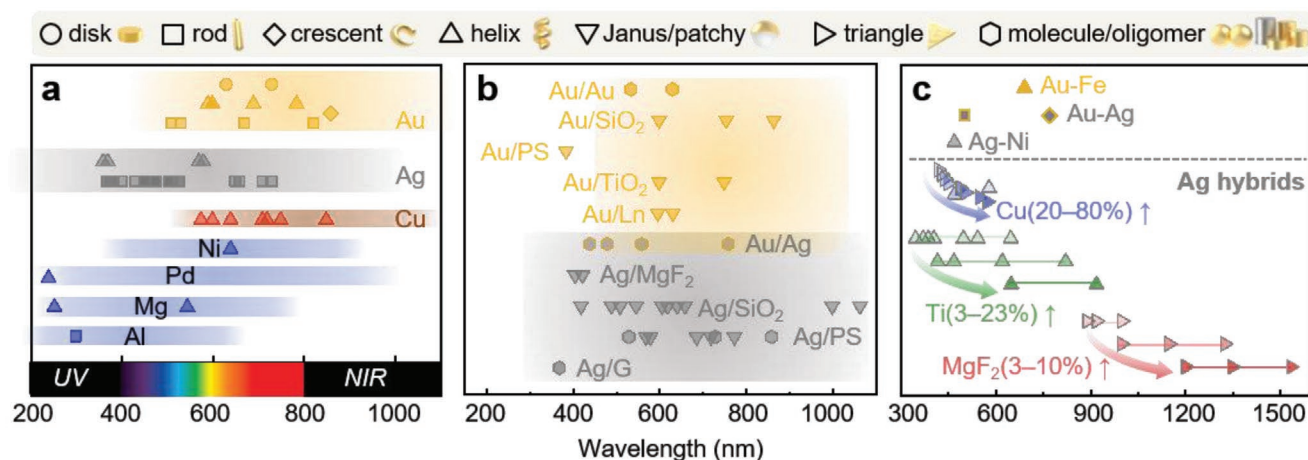 disk rod crescent helix Janus/patchy triangle molecule/oligomer
a
Au
Ag
Cu
Ni
Pd
Mg
Al
UV NIR
200 400 600 800 1000
b
Au/Au
Au/SiO2
Au/PS
Au/TiO2
Au/Ln
Au/Ag
Ag/MgF2
Ag/SiO2
Ag/PS
Ag/G
200 400 600 800 1000
Wavelength (nm)
c
Au-Fe
Au-Ag
Ag-Ni
Ag hybrids
Cu(20–80%) ↑
Ti(3–23%) ↑
MgF2(3–10%) ↑
300 600 900 1200 1500